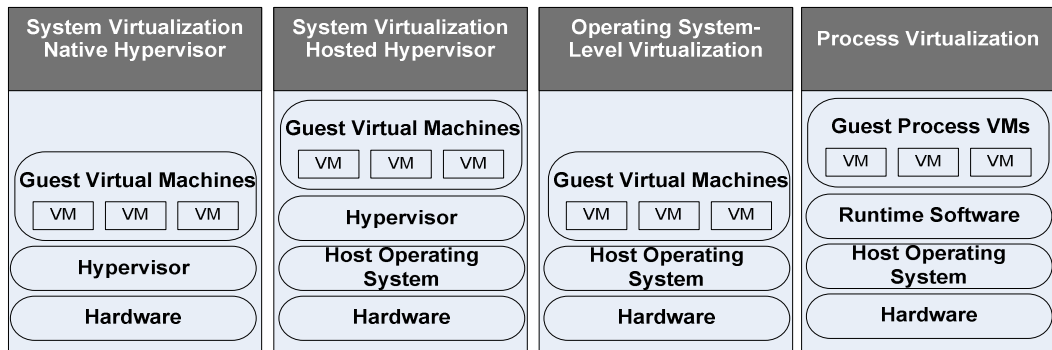 System Virtualization
Native Hypervisor
Guest Virtual Machines
VM VM VM
Hypervisor
Hardware
System Virtualization
Hosted Hypervisor
Guest Virtual Machines
VM VM VM
Hypervisor
Host Operating
System
Hardware
Operating System-
Level Virtualization
Guest Virtual Machines
VM VM VM
Host Operating
System
Hardware
Process Virtualization
Guest Process VMs
VM VM VM
Runtime Software
Host Operating
System
Hardware